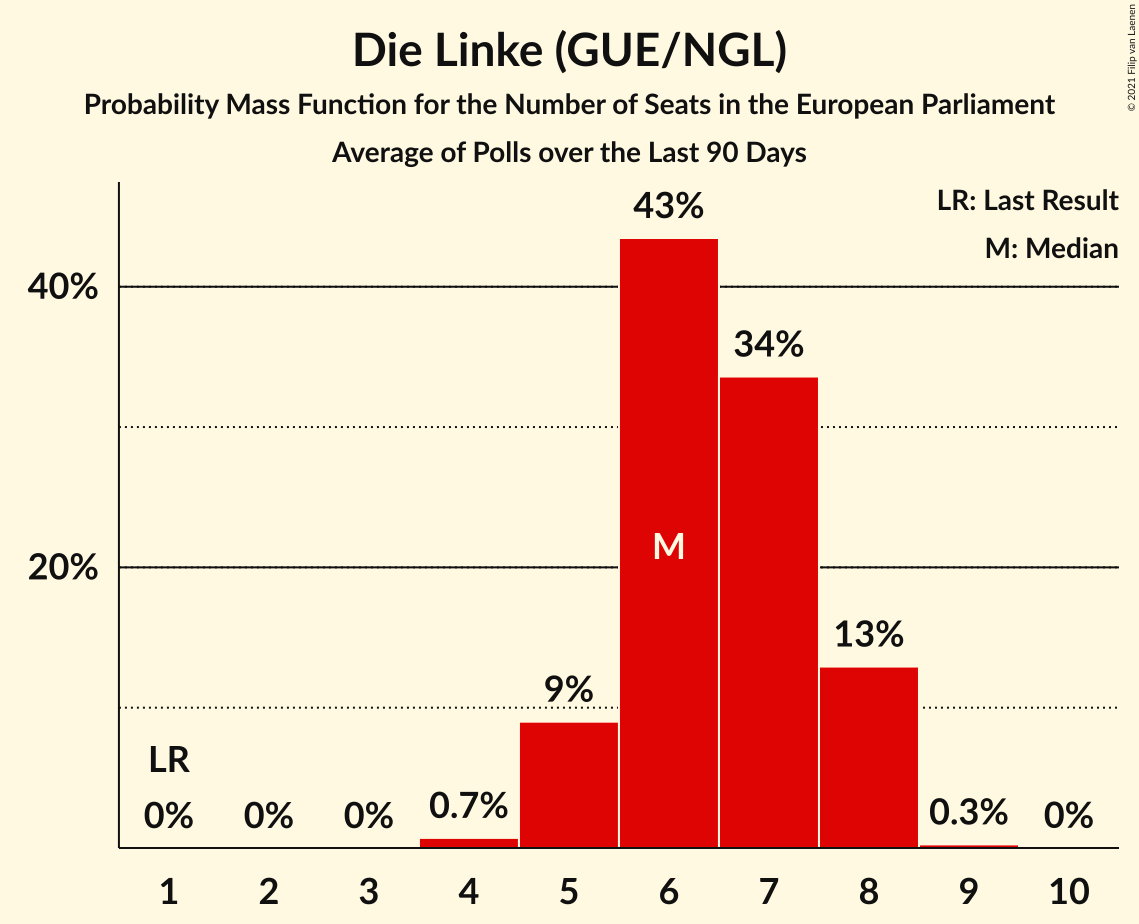 Die Linke (GUE/NGL)
Probability Mass Function for the Number of Seats in the European Parliament
Average of Polls over the Last 90 Days
© 2021 Filip van Laenen
LR: Last Result
M: Median
43%
40%
34%
M
20%
13%
9%
LR
0%
0%
0%
0.7%
0.3%
0%
1 2 3 4 5 6 7 8 9 10